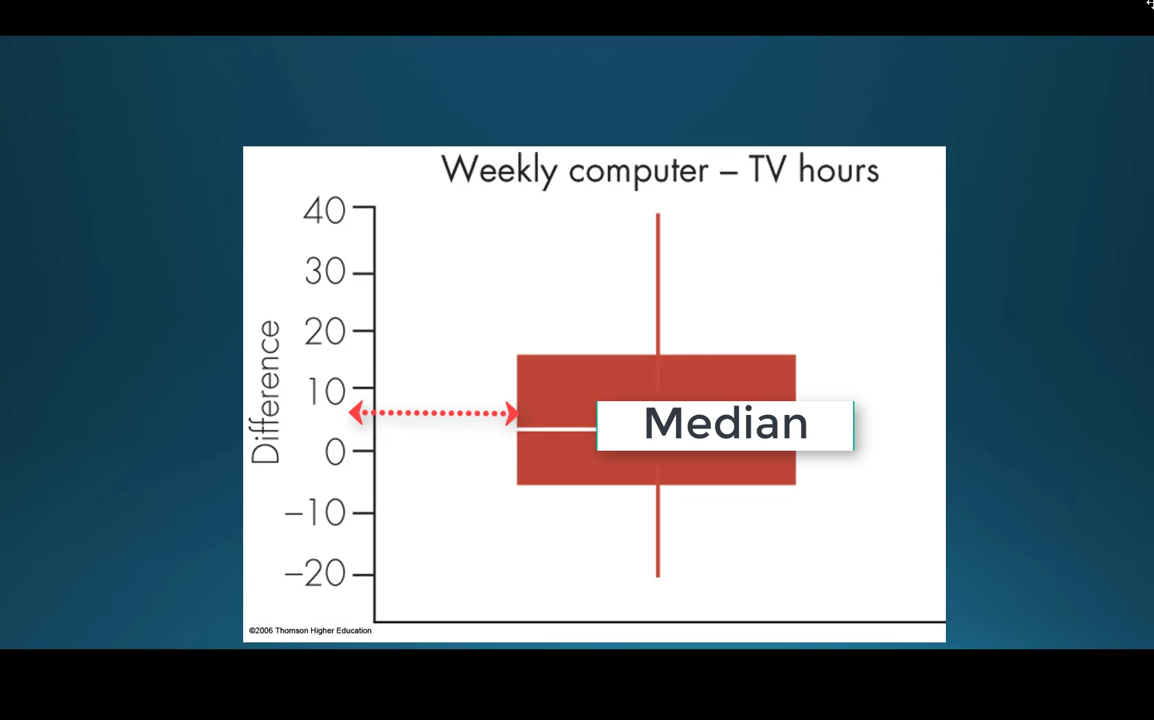 Weekly computer – TV hours
40
30
20
10
0
–10
–20
Difference
Median
©2006 Thomson Higher Education